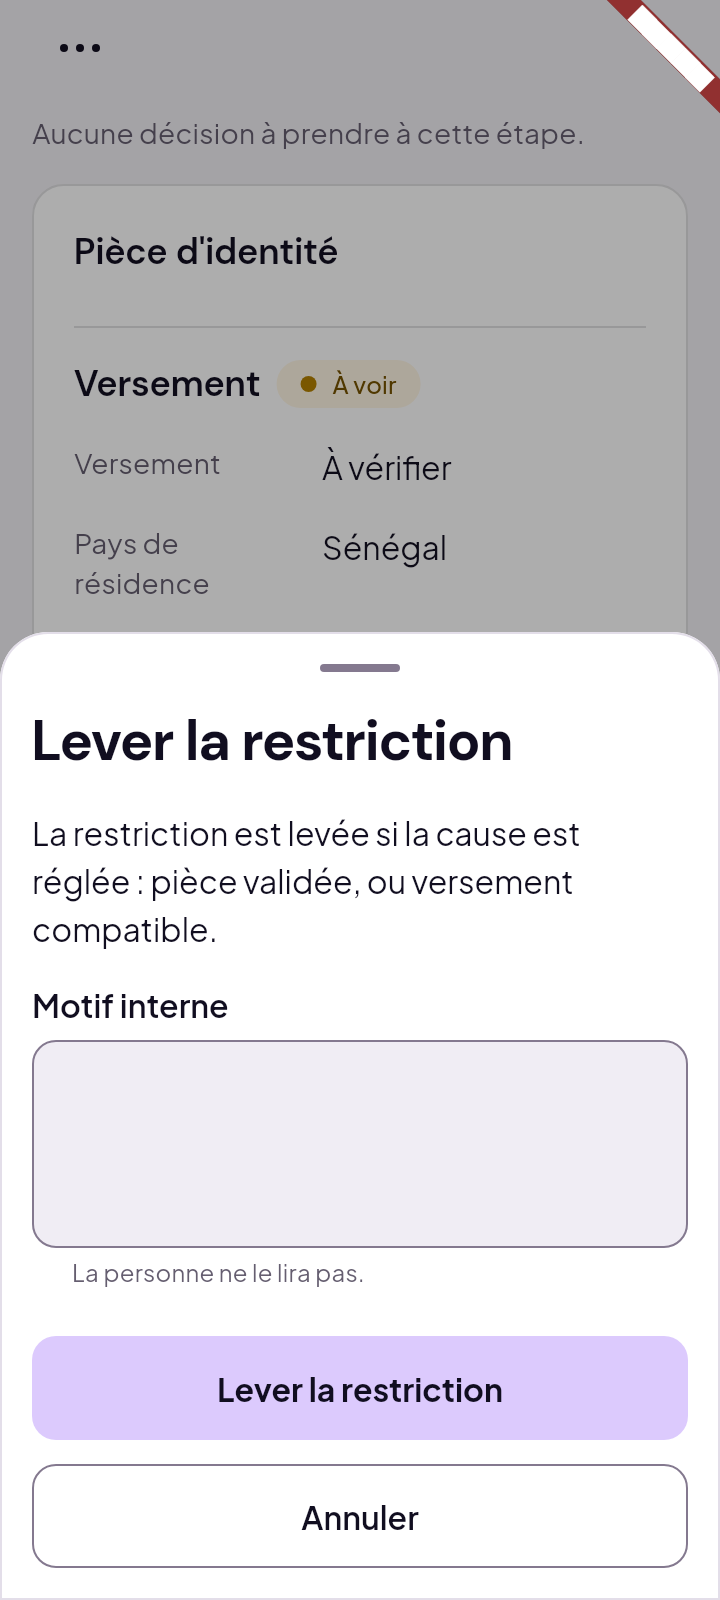 Aucune décision à prendre à cette étape.
Pièce d'identité
Versement À voir
Versement À vérifier
Pays de résidence Sénégal
Lever la restriction
La restriction est levée si la cause est
réglée : pièce validée, ou versement
compatible.
Motif interne
La personne ne le lira pas.
Lever la restriction
Annuler